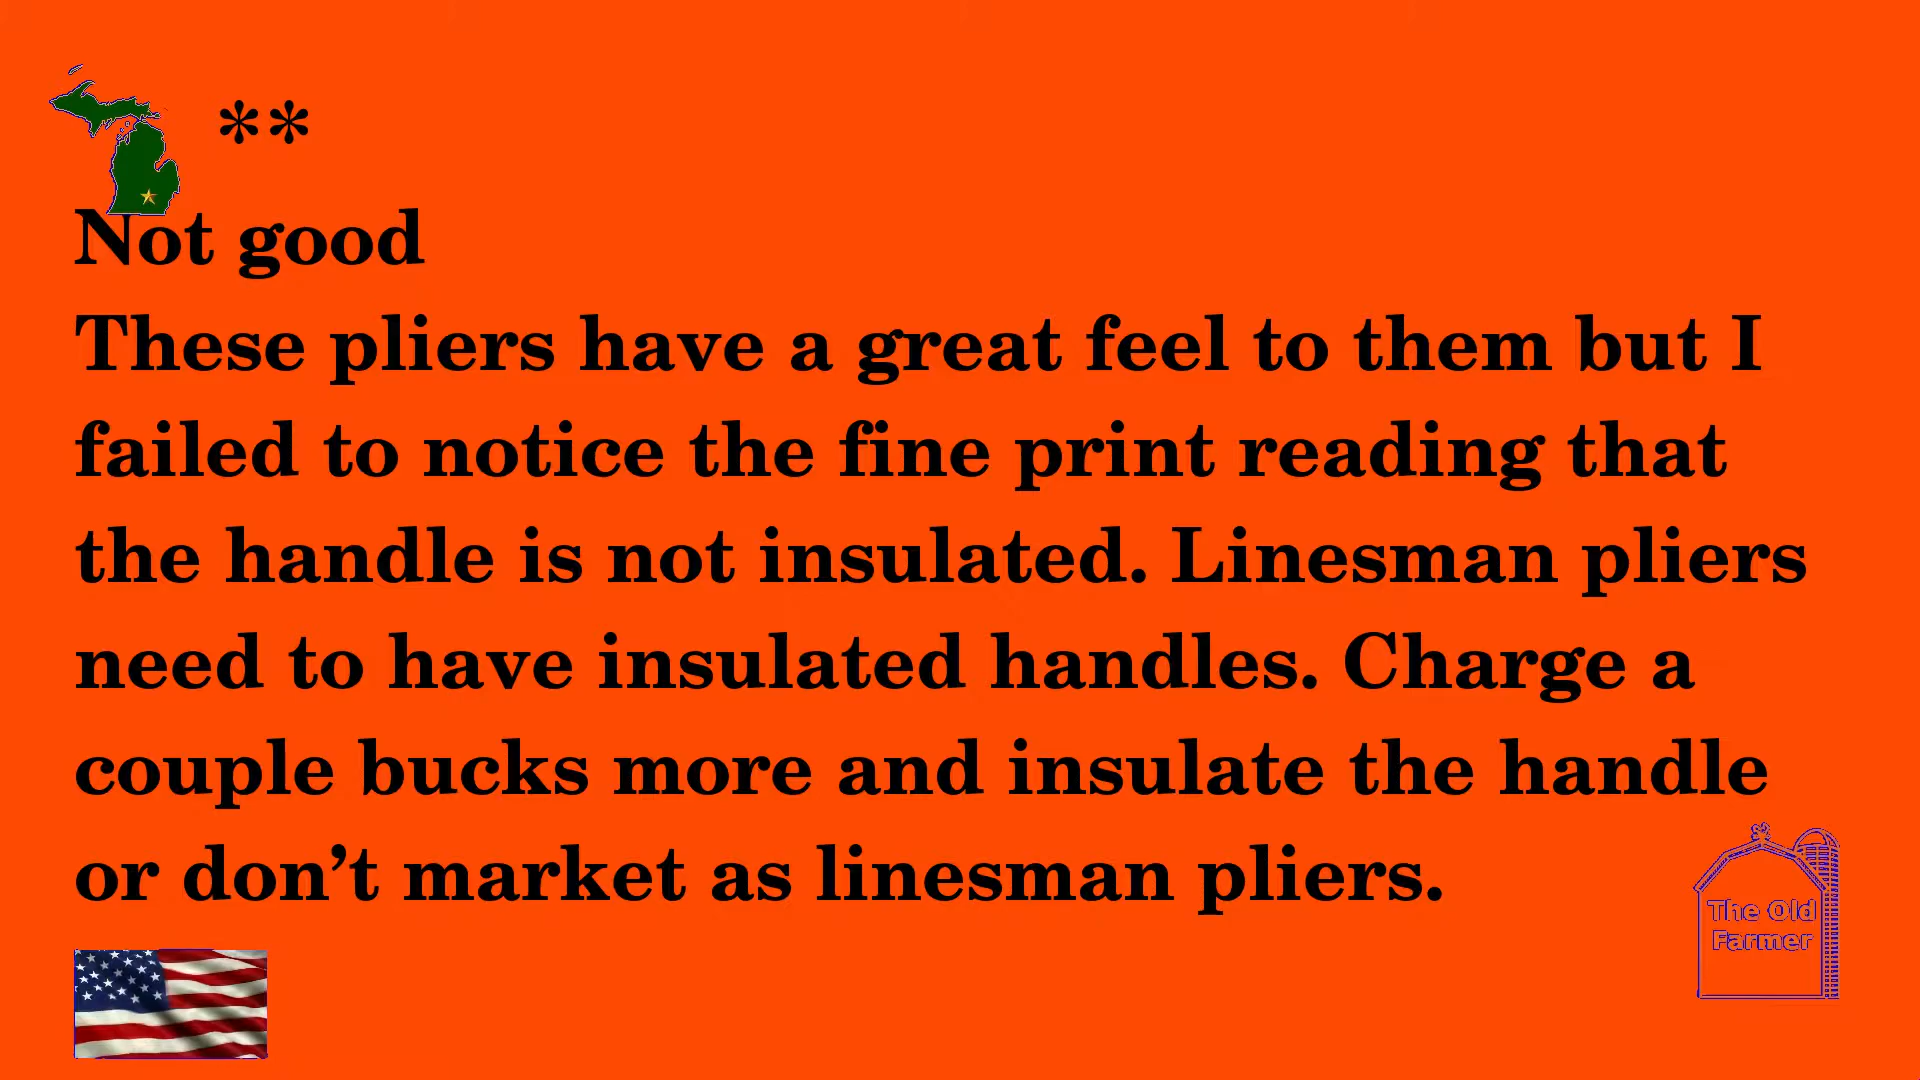 **
Not good
These pliers have a great feel to them but I
failed to notice the fine print reading that
the handle is not insulated. Linesman pliers
need to have insulated handles. Charge a
couple bucks more and insulate the handle
or don’t market as linesman pliers.
The Old
Farmer